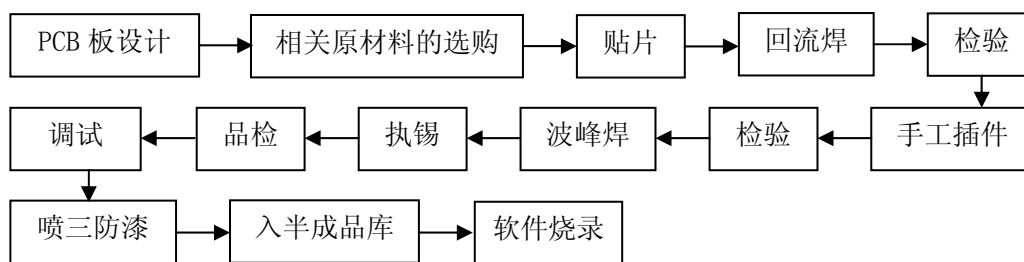 PCB 板设计 相关原材料的选购 贴片 回流焊 检验
调试 品检 执锡 波峰焊 检验 手工插件
喷三防漆 入半成品库 软件烧录